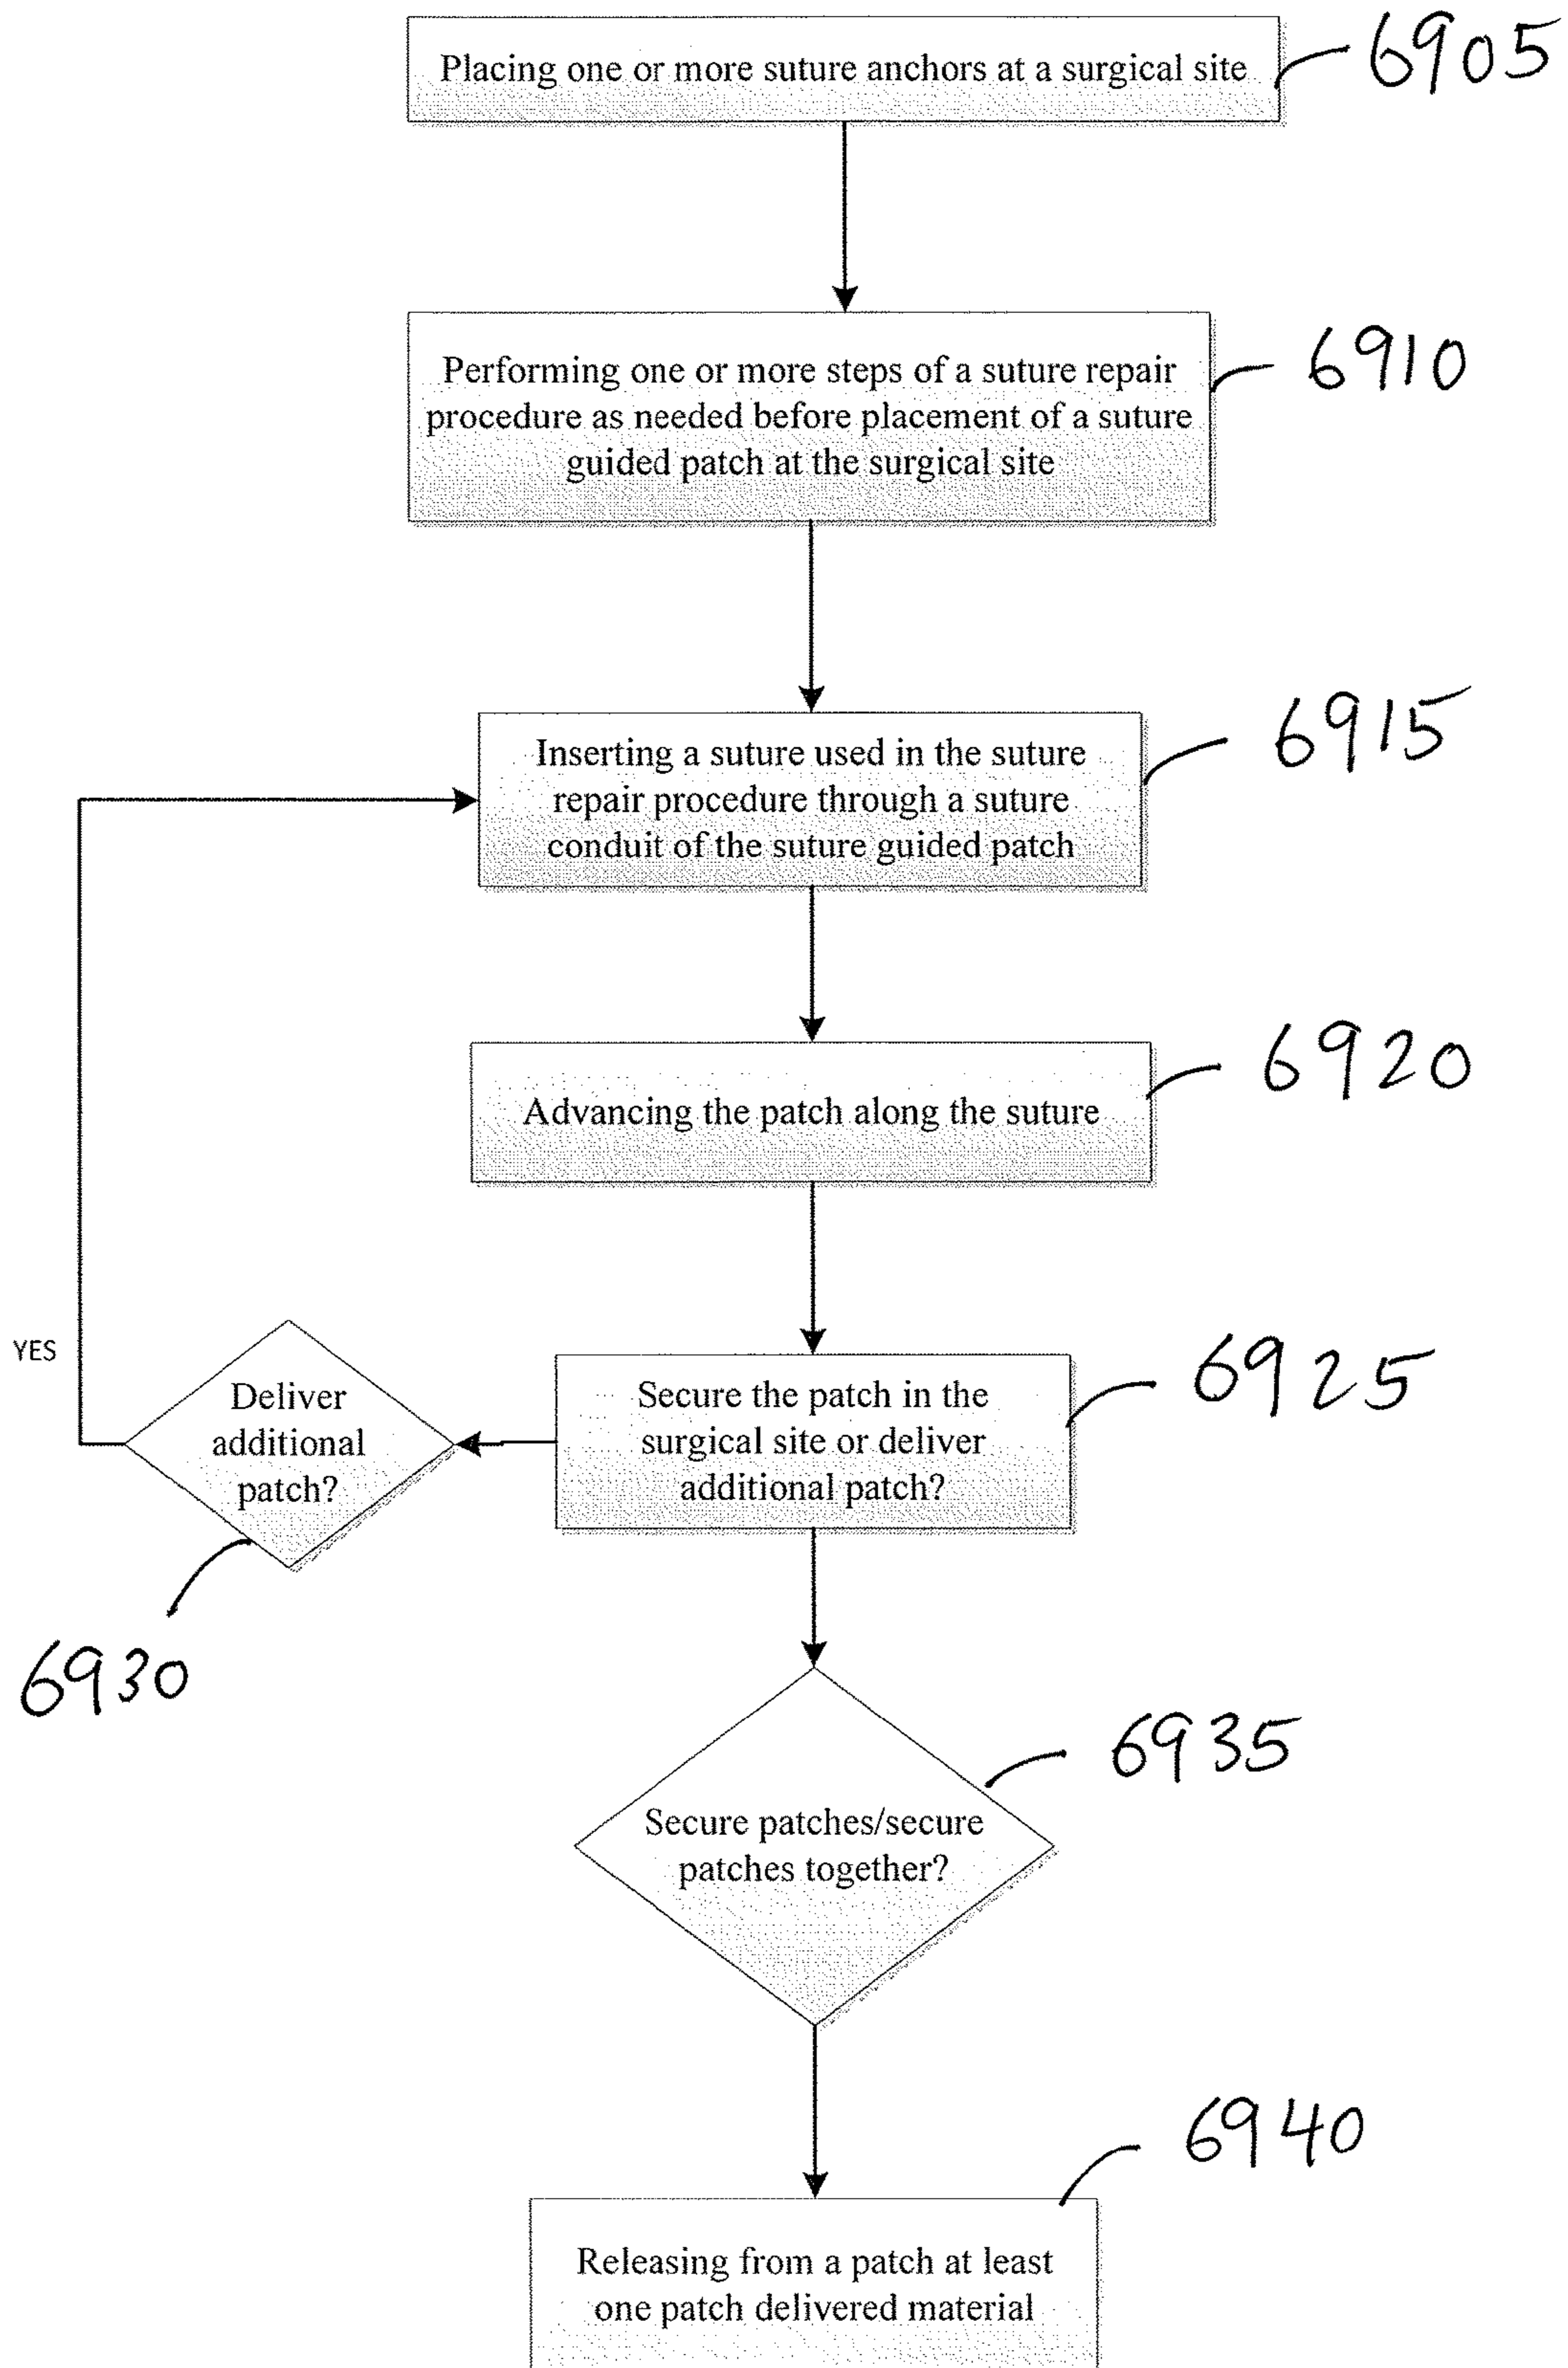 Placing one or more suture anchors at a surgical site
6905
Performing one or more steps of a suture repair
procedure as needed before placement of a suture
guided patch at the surgical site
6910
Inserting a suture used in the suture
repair procedure through a suture
conduit of the suture guided patch
6915
Advancing the patch along the suture
6920
YES
Deliver
additional
patch?
6930
Secure the patch in the
surgical site or deliver
additional patch?
6925
Secure patches/secure
patches together?
6935
Releasing from a patch at least
one patch delivered material
6940